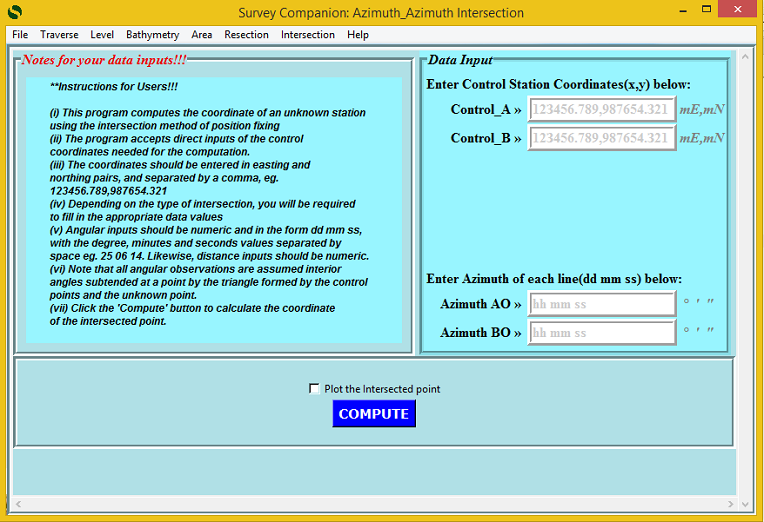 Survey Companion: Azimuth_Azimuth Intersection
File Traverse Level Bathymetry Area Resection Intersection Help
Notes for your data inputs!!!
**Instructions for Users!!!
(i) This program computes the coordinate of an unknown station
using the intersection method of position fixing
(ii) The program accepts direct inputs of the control
coordinates needed for the computation.
(iii) The coordinates should be entered in easting and
northing pairs, and separated by a comma, eg.
123456.789,987654.321
(iv) Depending on the type of intersection, you will be required
to fill in the appropriate data values
(v) Angular inputs should be numeric and in the form dd mm ss,
with the degree, minutes and seconds values separated by
space eg. 25 06 14. Likewise, distance inputs should be numeric.
(vi) Note that all angular observations are assumed interior
angles subtended at a point by the triangle formed by the control
points and the unknown point.
(vii) Click the 'Compute' button to calculate the coordinate
of the intersected point.
Data Input
Enter Control Station Coordinates(x,y) below:
Control_A » 123456.789,987654.321 mE,mN
Control_B » 123456.789,987654.321 mE,mN
Enter Azimuth of each line(dd mm ss) below:
Azimuth AO » hh mm ss ° ' "
Azimuth BO » hh mm ss ° ' "
Plot the Intersected point
COMPUTE